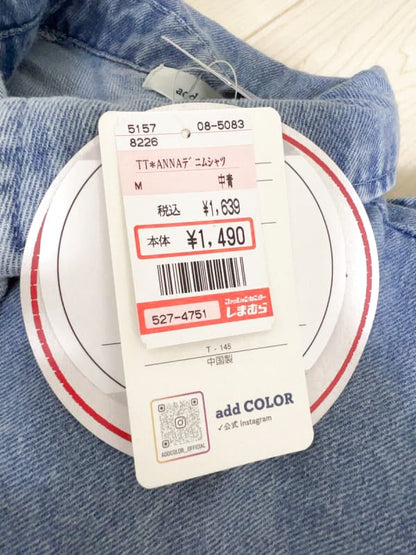 add
5157 08-5083
8226
TT*ANNAデニムシャツ
M 中青
税込 ¥1,639
本体 ¥1,490
527-4751
ファッションセンター
しまむら
T - 145
中国製
add COLOR
✓公式 Instagram
ADDCOLOR_OFFICIAL